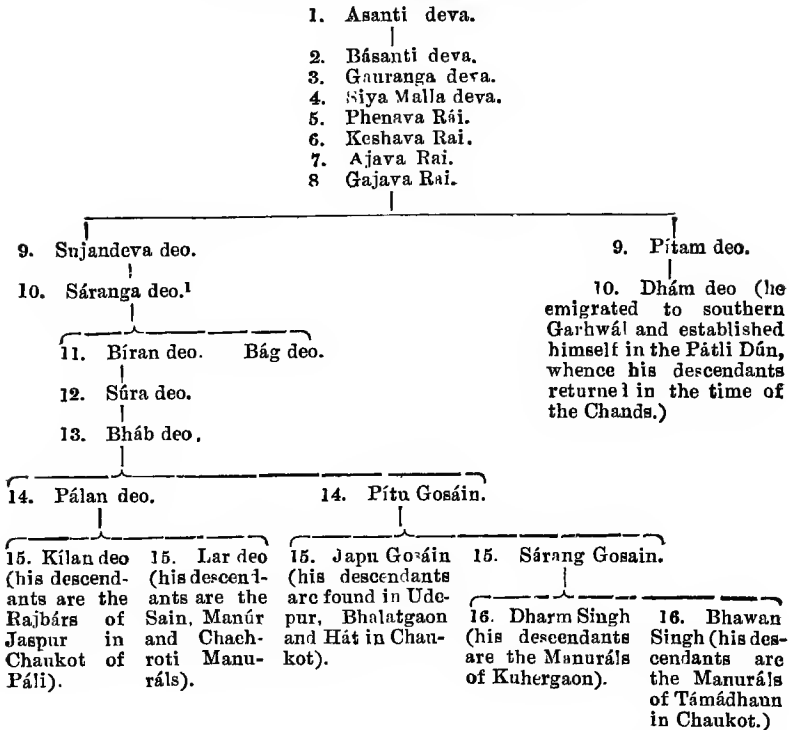 1. Asanti deva.
2. Básanti deva.
3. Gauranga deva.
4. Siya Malla deva.
5. Phenava Rái.
6. Keshava Rai.
7. Ajava Rai.
8 Gajava Rai.
9. Sujandeva deo.
9. Pítam deo.
10. Sáranga deo.¹
10. Dhám deo (he
emigrated to southern
Garhwál and established
himself in the Pátli Dún,
whence his descendants
returned in the time of
the Chands.)
11. Bíran deo. Bág deo.
12. Súra deo.
13. Bháb deo.
14. Pálan deo.
14. Pítu Gosáin.
15. Kílan deo
(his descend-
ants are the
Rajbárs of
Jaspur in
Chaukot of
Páli).
15. Lar deo
(his descend-
ants are the
Sain, Manúr
and Chach-
roti Manu-
ráls).
15. Japu Gosáin
(his descendants
are found in Ude-
pur, Bhalatgaon
and Hát in Chau-
kot).
15. Sárang Gosain.
16. Dharm Singh
(his descendants
are the Manuráls
of Kuhergaon).
16. Bhawan
Singh (his des-
cendants are
the Manuráls
of Támádhaun
in Chaukot.)